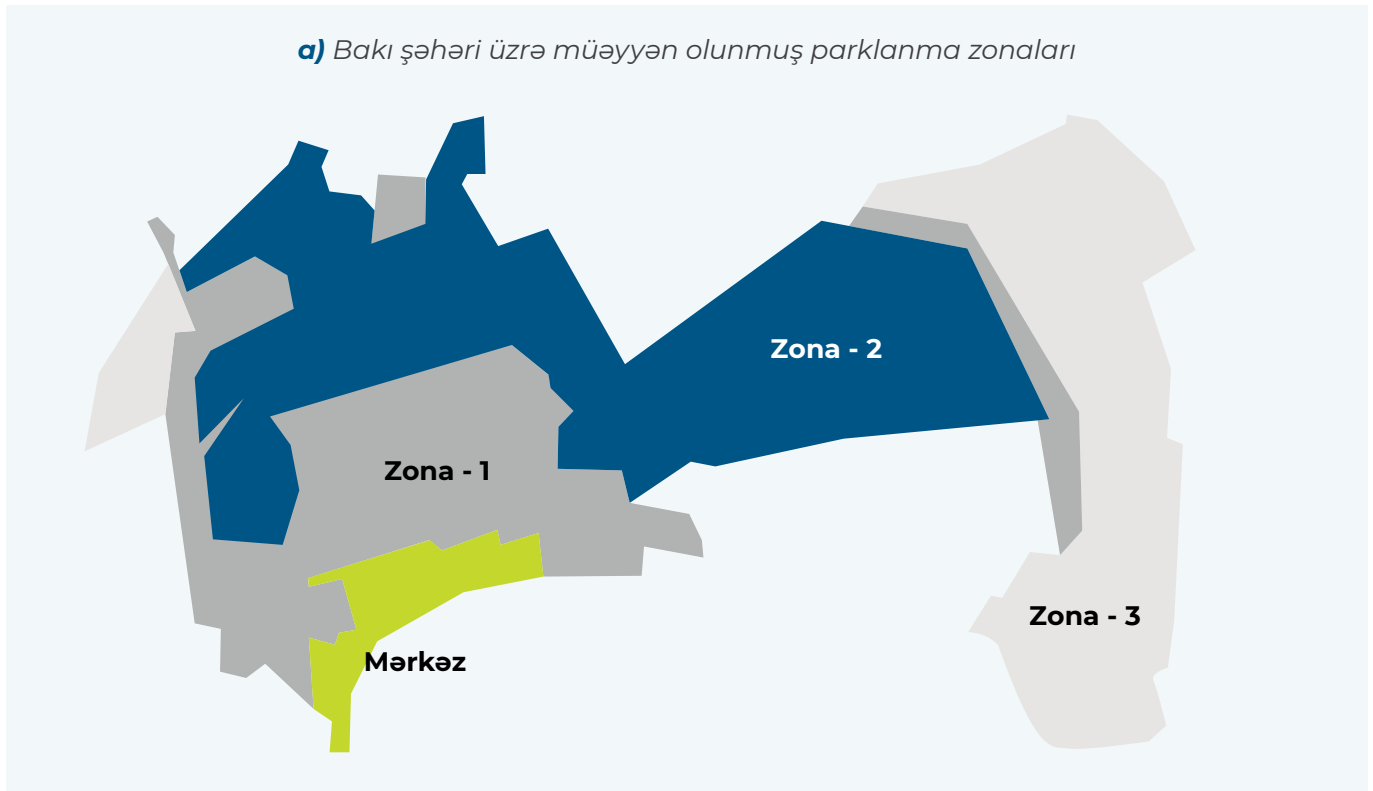 a) Bakı şəhəri üzrə müəyyən olunmuş parklanma zonaları
Zona - 2
Zona - 1
Zona - 3
Mərkəz